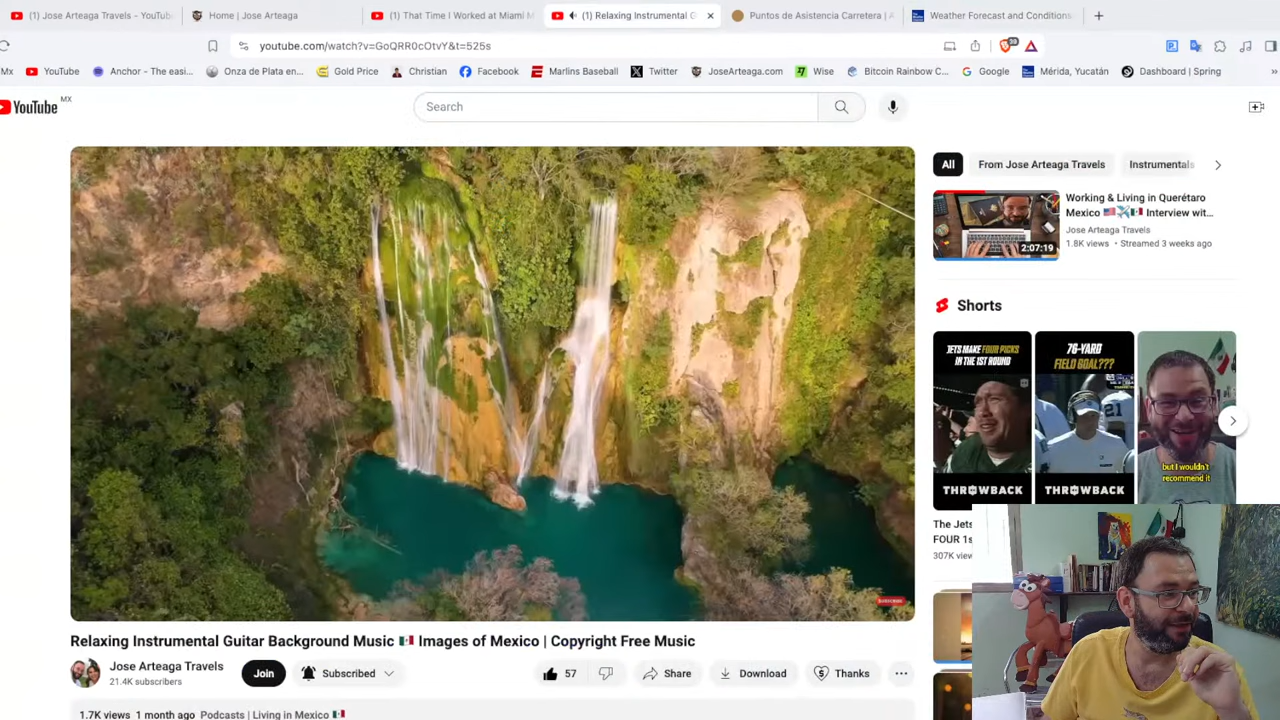 (1) Jose Arteaga Travels - YouTub
Home | Jose Arteaga
(1) That Time I Worked at Miami M
(1) Relaxing Instrumental G
Puntos de Asistencia Carretera | A
Weather Forecast and Conditions
youtube.com/watch?v=GoQRR0cOtvY&t=525s
39
Mx
YouTube
Anchor - The easi...
Onza de Plata en...
Gold Price
Christian
Facebook
Marlins Baseball
Twitter
JoseArteaga.com
Wise
Bitcoin Rainbow C...
Google
Mérida, Yucatán
Dashboard | Spring
YouTube MX
Search
All
From Jose Arteaga Travels
Instrumentals
Working & Living in Querétaro
Mexico 🇺🇸✈️🇲🇽 Interview wit...
Jose Arteaga Travels
1.8K views • Streamed 3 weeks ago
2:07:19
Shorts
JETS MAKE FOUR PICKS
IN THE 1ST ROUND
THROWBACK
76-YARD
FIELD GOAL???
21
THROWBACK
but I wouldn't
recommend it
The Jets
FOUR 1s
307K view
SUBSCRIBE
Relaxing Instrumental Guitar Background Music 🇲🇽 Images of Mexico | Copyright Free Music
Jose Arteaga Travels
21.4K subscribers
Join
Subscribed
57
Share
Download
Thanks
1.7K views 1 month ago Podcasts | Living in Mexico 🇲🇽